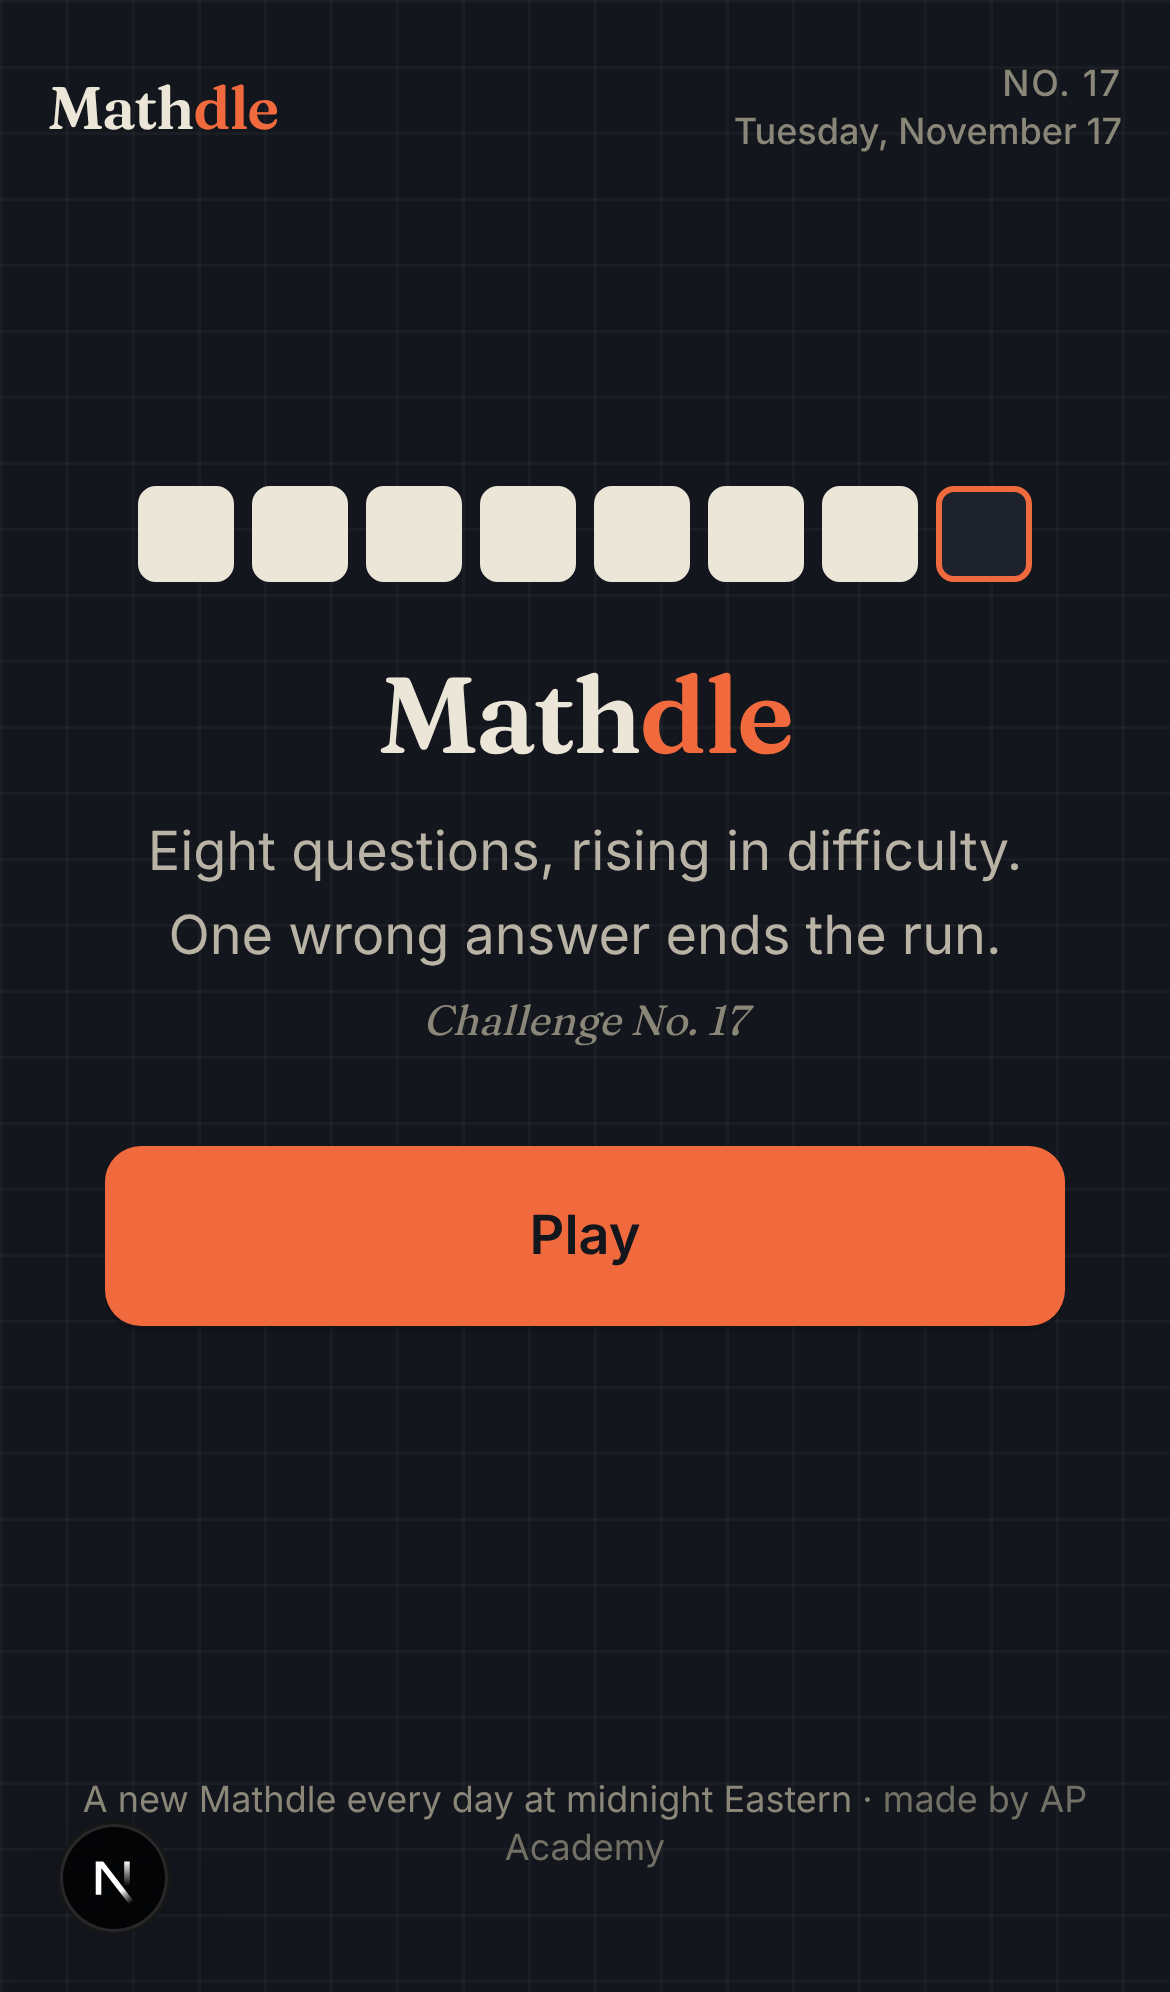 Mathdle
NO. 17
Tuesday, November 17
Mathdle
Eight questions, rising in difficulty.
One wrong answer ends the run.
Challenge No. 17
Play
A new Mathdle every day at midnight Eastern · made by AP
Academy
N